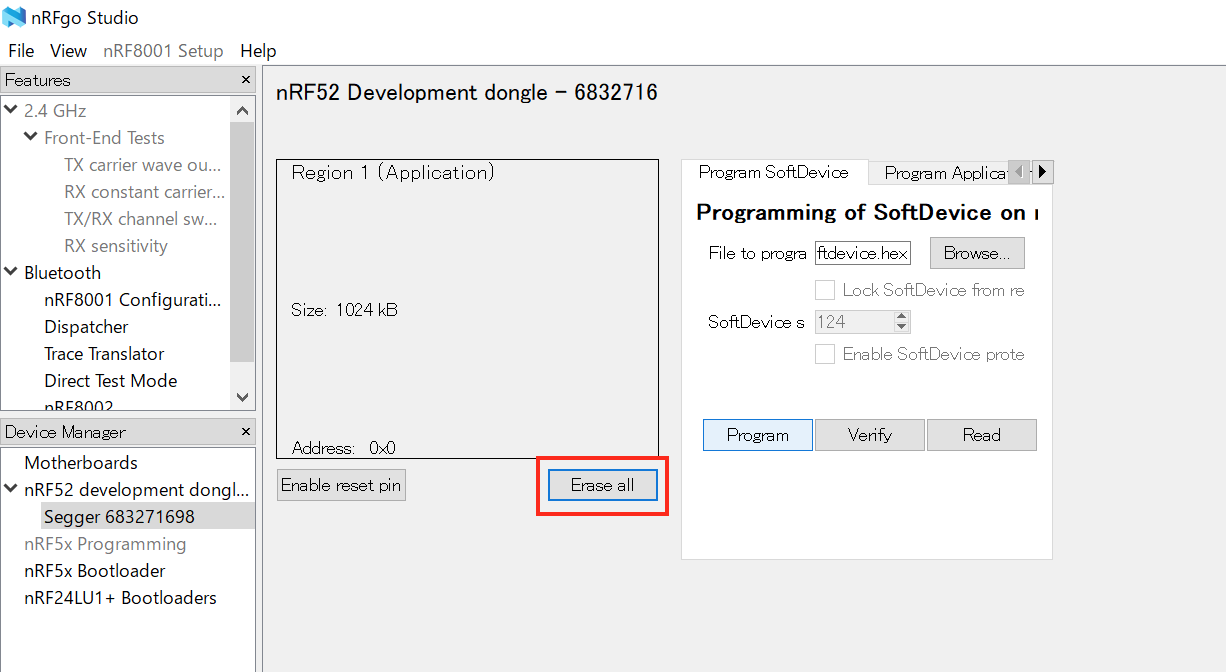 nRFgo Studio
File View nRF8001 Setup Help
Features ×
2.4 GHz
Front-End Tests
TX carrier wave ou...
RX constant carrier...
TX/RX channel sw...
RX sensitivity
Bluetooth
nRF8001 Configurati...
Dispatcher
Trace Translator
Direct Test Mode
nRF8002
Device Manager ×
Motherboards
nRF52 development dongl...
Segger 683271698
nRF5x Programming
nRF5x Bootloader
nRF24LU1+ Bootloaders
nRF52 Development dongle - 6832716
Region 1 (Application)
Size: 1024 kB
Address: 0x0
Enable reset pin
Erase all
Program SoftDevice
Program Applica
Programming of SoftDevice on
File to progra ftdevice.hex Browse...
Lock SoftDevice from re
SoftDevice s 124
Enable SoftDevice prote
Program Verify Read